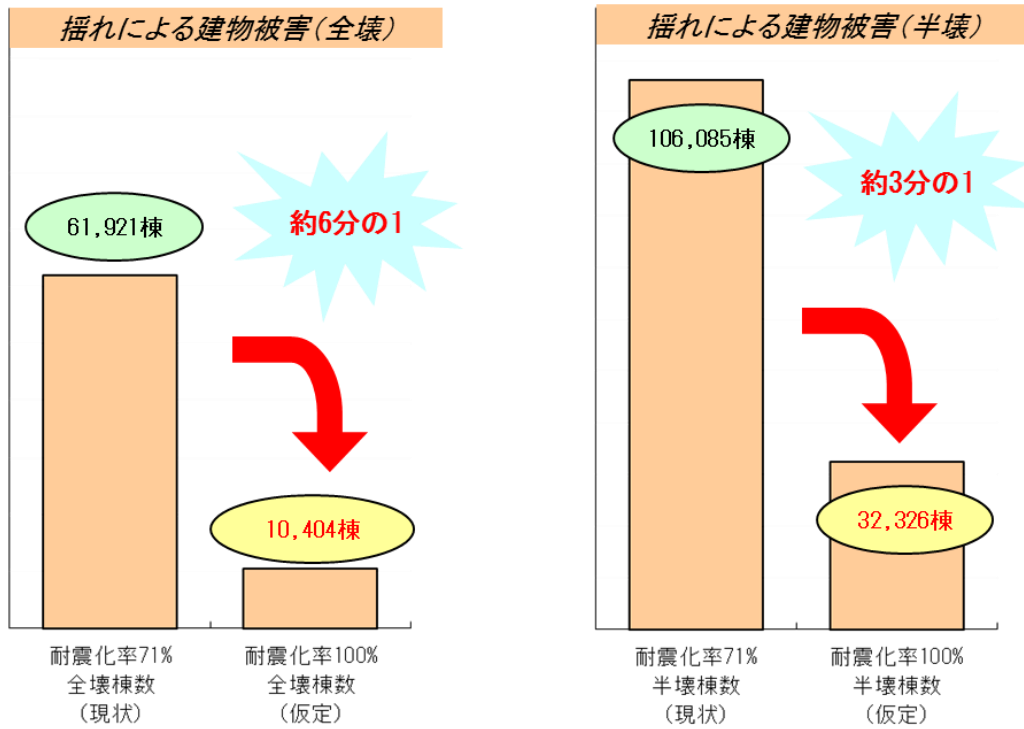 揺れによる建物被害(全壊)
61,921棟
約6分の1
10,404棟
耐震化率71%
全壊棟数
(現状)
耐震化率100%
全壊棟数
(仮定)
揺れによる建物被害(半壊)
106,085棟
約3分の1
32,326棟
耐震化率71%
半壊棟数
(現状)
耐震化率100%
半壊棟数
(仮定)